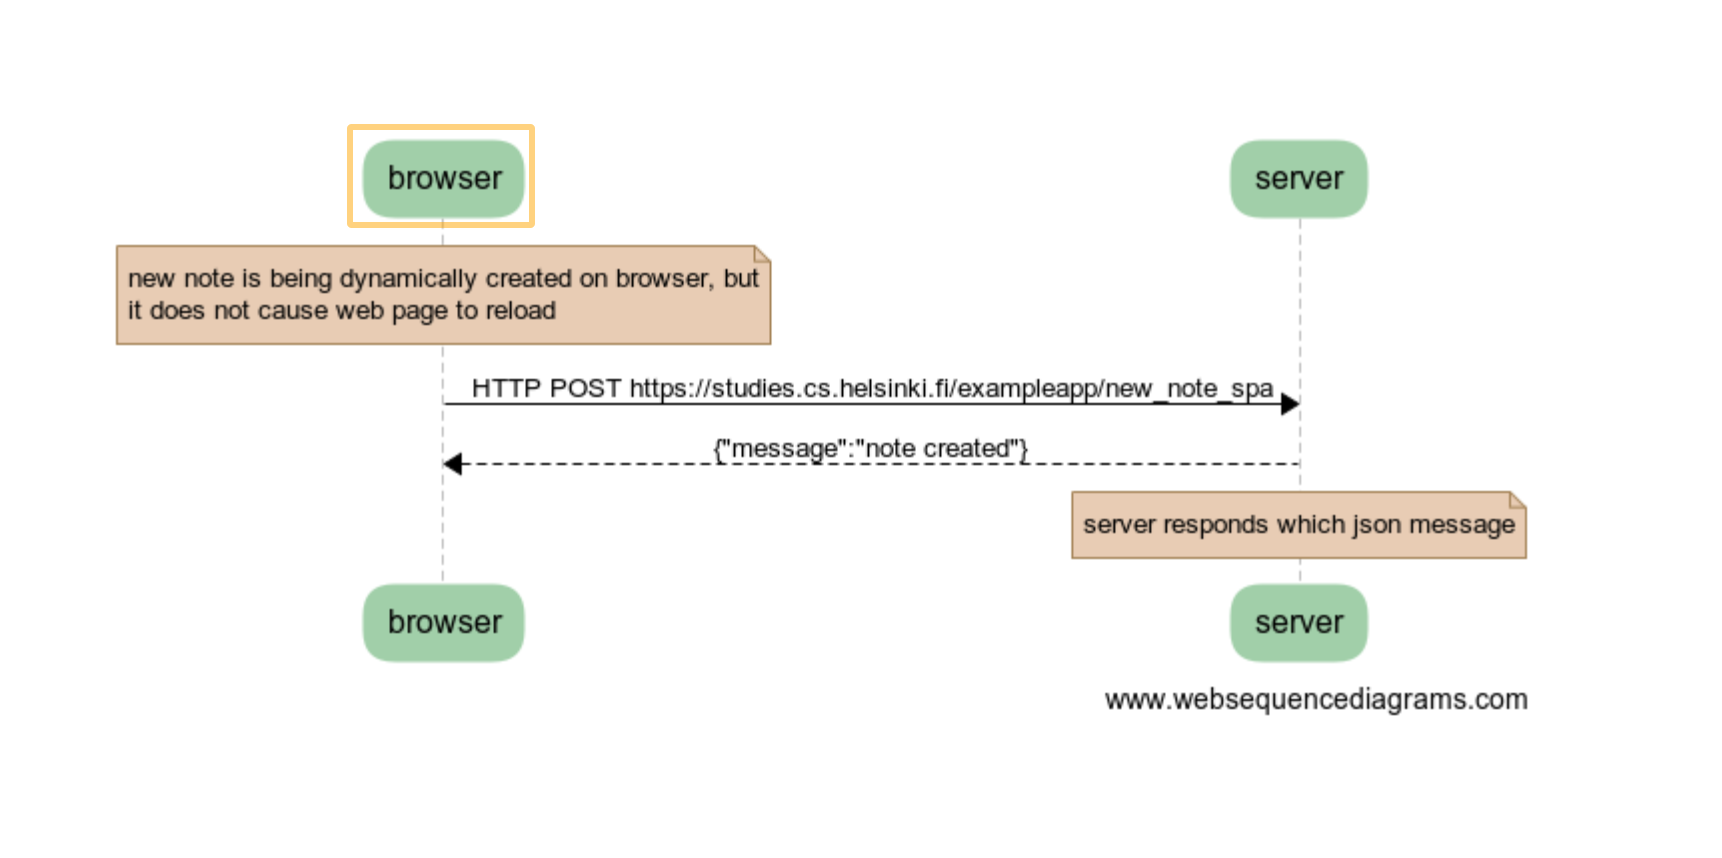 browser
server
new note is being dynamically created on browser, but
it does not cause web page to reload
HTTP POST https://studies.cs.helsinki.fi/exampleapp/new_note_spa
{"message":"note created"}
server responds which json message
browser
server
www.websequencediagrams.com